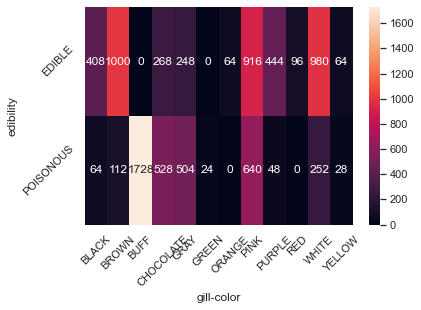 EDIBLE 408 1000 0 268 248 0 64 916 444 96 980 64
POISONOUS 64 112 1728 528 504 24 0 640 48 0 252 28
edibility
BLACK BROWN BUFF CHOCOLATE GRAY GREEN ORANGE PINK PURPLE RED WHITE YELLOW
gill-color
1600
1400
1200
1000
800
600
400
200
0